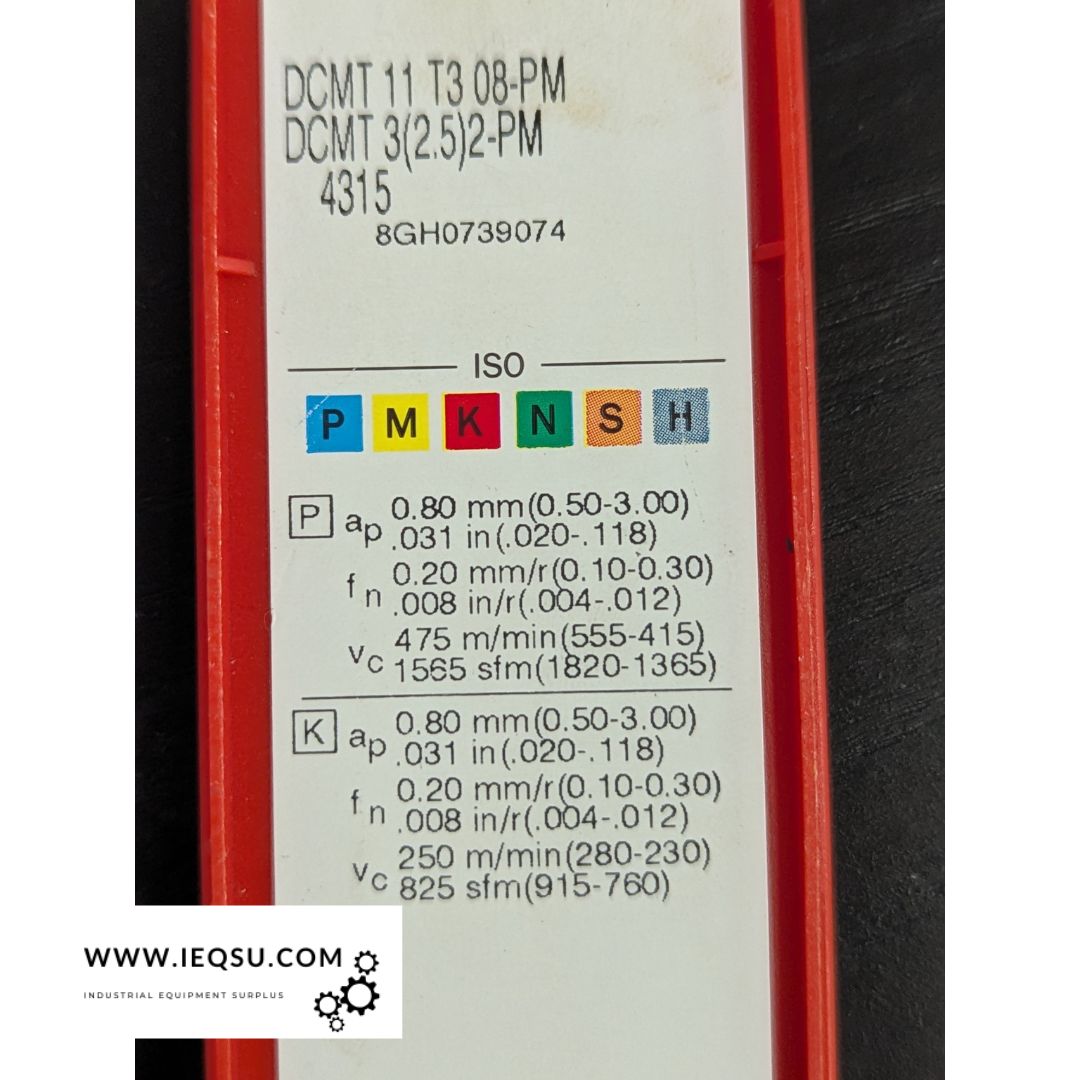 DCMT 11 T3 08-PM
DCMT 3(2.5)2-PM
4315
8GH0739074
ISO
P M K N S H
P ap 0.80 mm(0.50-3.00)
.031 in(.020-.118)
fn 0.20 mm/r(0.10-0.30)
.008 in/r(.004-.012)
vc 475 m/min(555-415)
1565 sfm(1820-1365)
K ap 0.80 mm(0.50-3.00)
.031 in(.020-.118)
fn 0.20 mm/r(0.10-0.30)
.008 in/r(.004-.012)
vc 250 m/min(280-230)
825 sfm(915-760)
WWW.IEQSU.COM
INDUSTRIAL EQUIPMENT SURPLUS